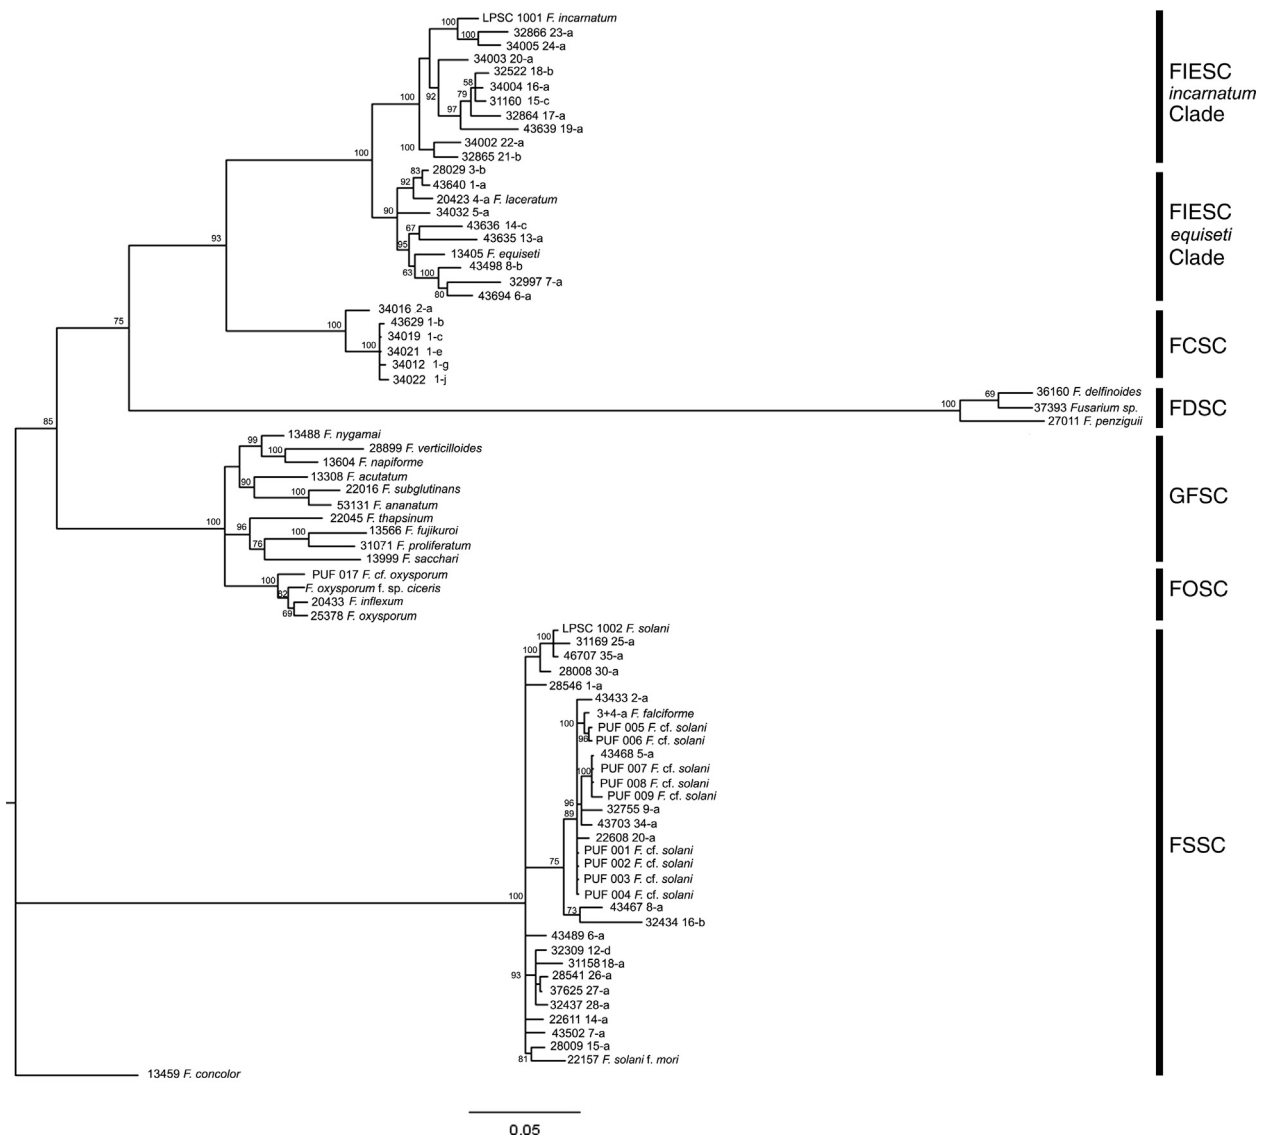 LPSC 1001 F. incarnatum
100
32866 23-a
100
34005 24-a
34003 20-a
32522 18-b
58
34004 16-a
79
92
100
31160 15-c
97
32864 17-a
43639 19-a
34002 22-a
100
32865 21-b
100
28029 3-b
83
92
43640 1-a
20423 4-a F. laceratum
90
34032 5-a
43636 14-c
67
43635 13-a
95
13405 F. equiseti
43498 8-b
63
100
32997 7-a
80
43694 6-a
93
34016 2-a
43629 1-b
100
34019 1-c
100
34021 1-e
34012 1-g
34022 1-j
75
36160 F. delfinoides
69
100
37393 Fusarium sp.
27011 F. penziguii
85
13488 F. nygamai
99
28899 F. verticilloides
100
13604 F. napiforme
13308 F. acutatum
90
22016 F. subglutinans
100
53131 F. ananatum
22045 F. thapsinum
100
96
13566 F. fujikuroi
100
76
31071 F. proliferatum
13999 F. sacchari
PUF 017 F. cf. oxysporum
100
F. oxysporum f. sp. ciceris
82
20433 F. inflexum
69
25378 F. oxysporum
LPSC 1002 F. solani
100
31169 25-a
100
46707 35-a
28008 30-a
28546 1-a
43433 2-a
3+4-a F. falciforme
100
PUF 005 F. cf. solani
96
PUF 006 F. cf. solani
43468 5-a
100
PUF 007 F. cf. solani
PUF 008 F. cf. solani
PUF 009 F. cf. solani
96
32755 9-a
89
43703 34-a
22608 20-a
PUF 001 F. cf. solani
75
PUF 002 F. cf. solani
PUF 003 F. cf. solani
PUF 004 F. cf. solani
100
43467 8-a
73
32434 16-b
43489 6-a
32309 12-d
31158 18-a
93
28541 26-a
37625 27-a
32437 28-a
22611 14-a
43502 7-a
28009 15-a
81
22157 F. solani f. mori
13459 F. concolor
0.05
FIESC
incarnatum
Clade
FIESC
equiseti
Clade
FCSC
FDSC
GFSC
FOSC
FSSC